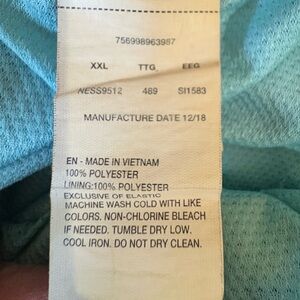 756998963987
XXL TTG EEG
NESS9512 489 SI1583
MANUFACTURE DATE 12/18
EN - MADE IN VIETNAM
100% POLYESTER
LINING:100% POLYESTER
EXCLUSIVE OF ELASTIC
MACHINE WASH COLD WITH LIKE
COLORS. NON-CHLORINE BLEACH
IF NEEDED. TUMBLE DRY LOW.
COOL IRON. DO NOT DRY CLEAN.